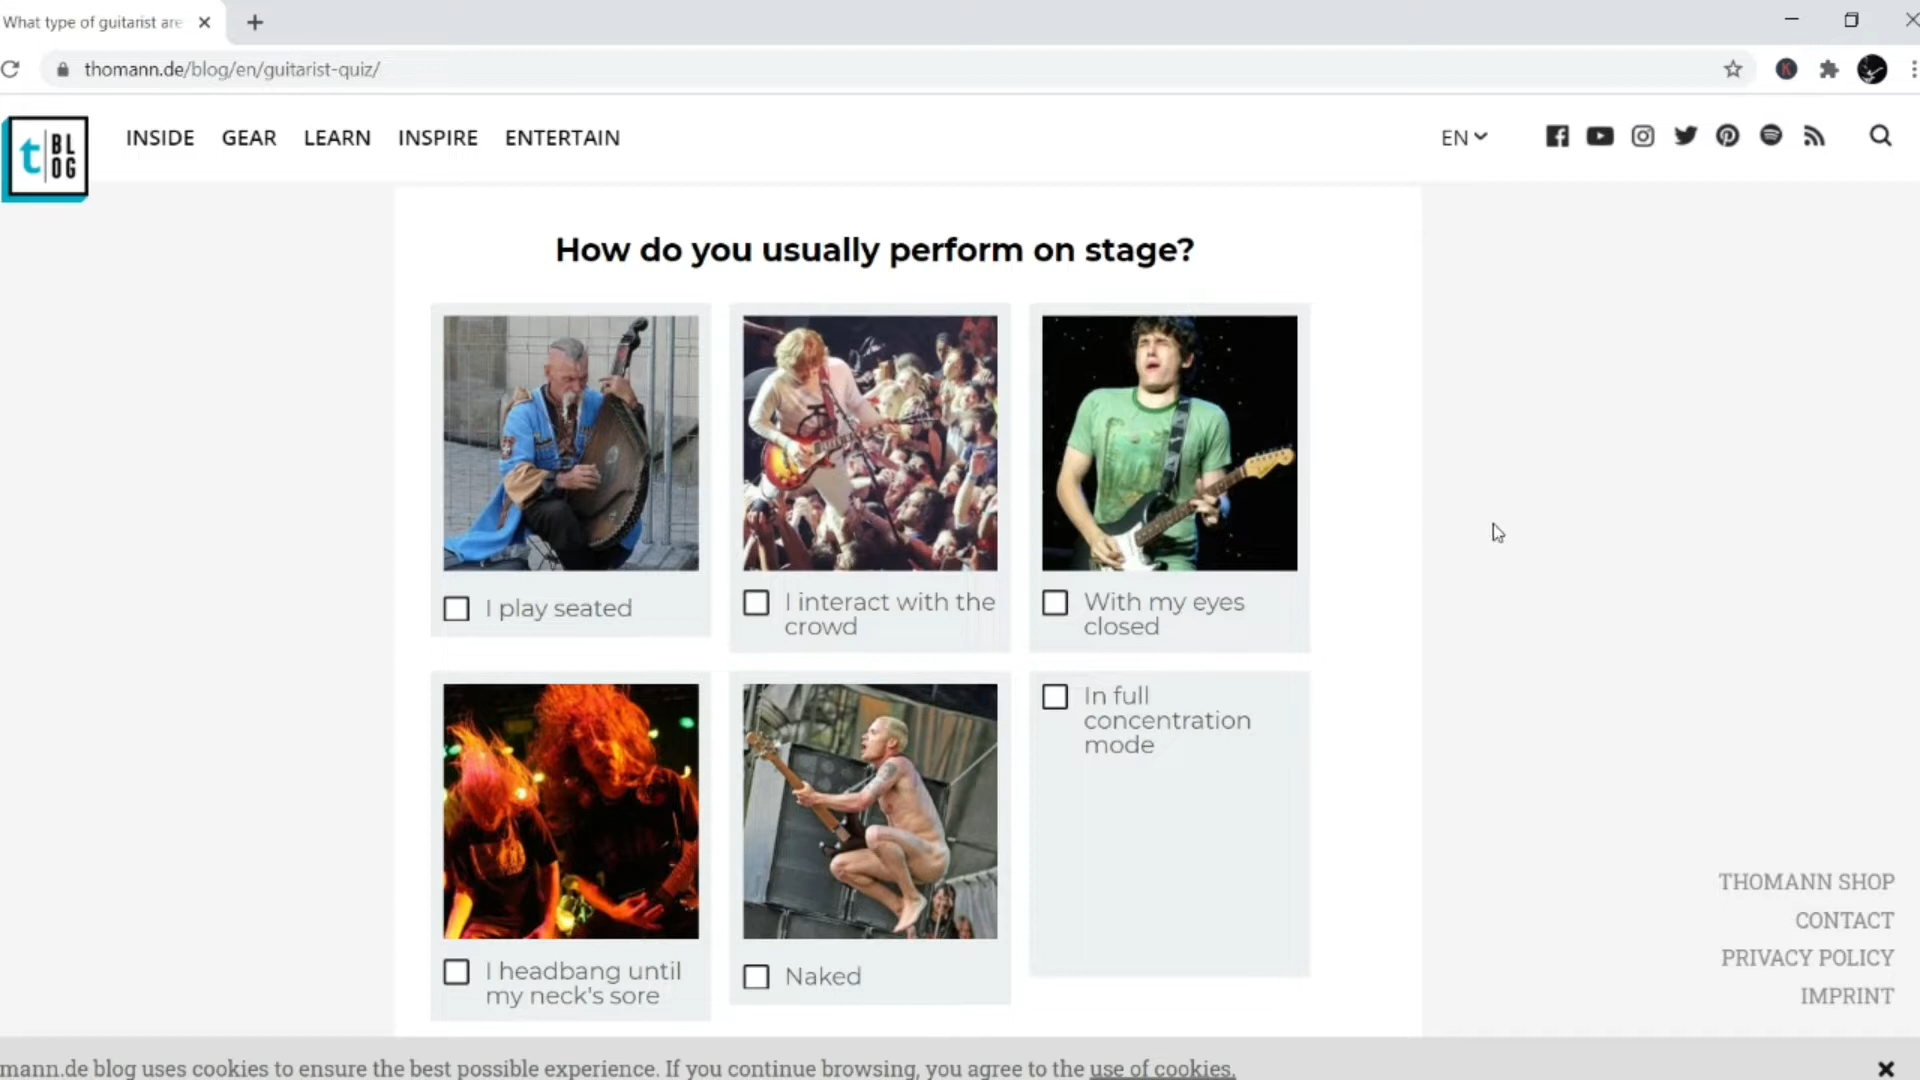 What type of guitarist are
thomann.de/blog/en/guitarist-quiz/
K
t BL
OG
INSIDE GEAR LEARN INSPIRE ENTERTAIN
EN
How do you usually perform on stage?
I play seated
I interact with the
crowd
With my eyes
closed
I headbang until
my neck's sore
Naked
In full
concentration
mode
THOMANN SHOP
CONTACT
PRIVACY POLICY
IMPRINT
mann.de blog uses cookies to ensure the best possible experience. If you continue browsing, you agree to the use of cookies.